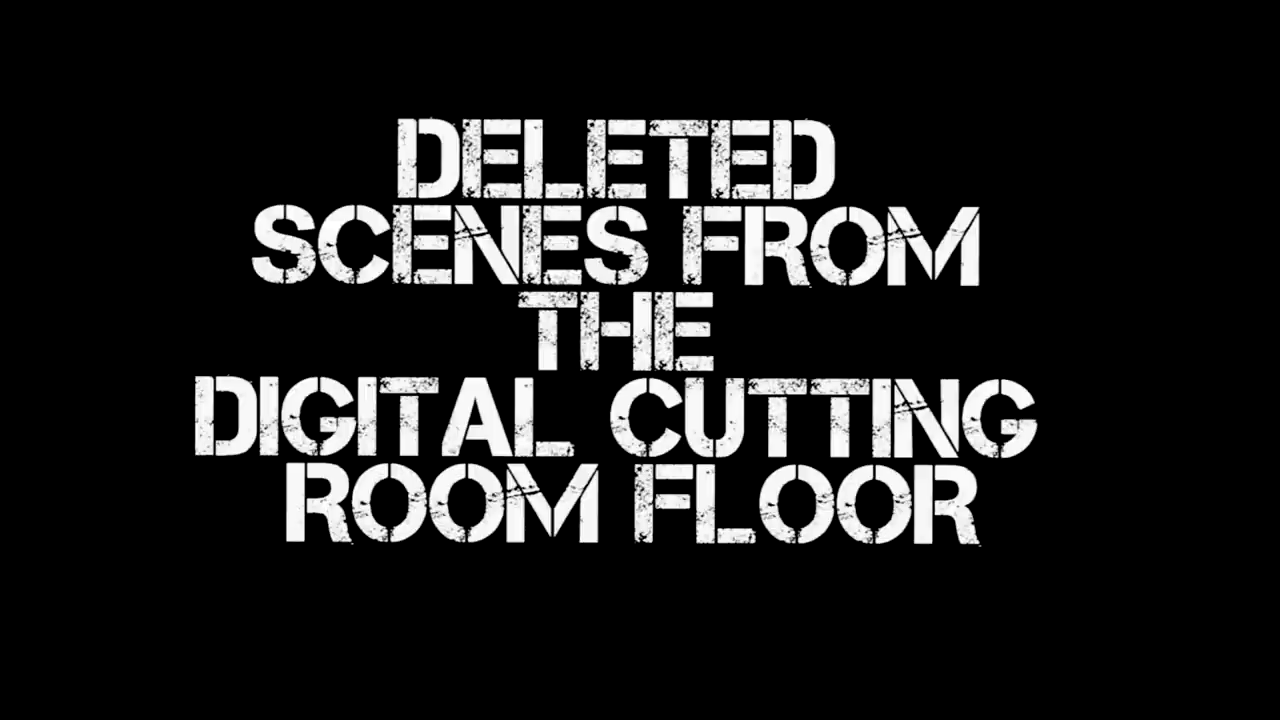 DELETED
SCENES FROM
THE
DIGITAL CUTTING
ROOM FLOOR